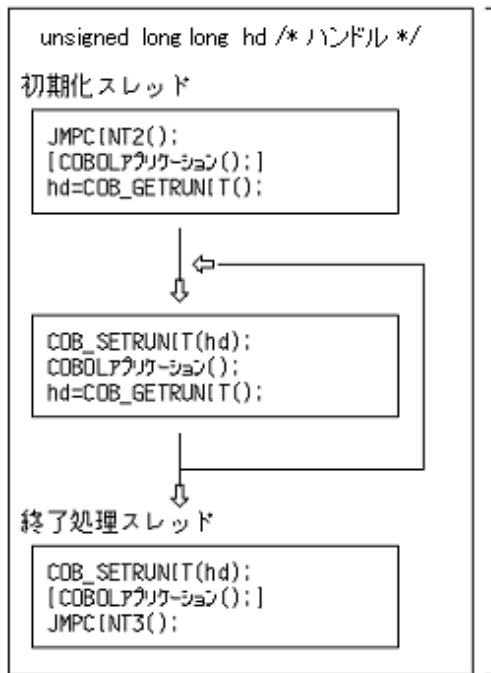 unsigned long long hd /* ハンドル */
初期化スレッド
JMPCINT2();
[COBOLアプリケーション();]
hd=COB_GETRUNIT();
COB_SETRUNIT(hd);
COBOLアプリケーション();
hd=COB_GETRUNIT();
終了処理スレッド
COB_SETRUNIT(hd);
[COBOLアプリケーション();]
JMPCINT3();